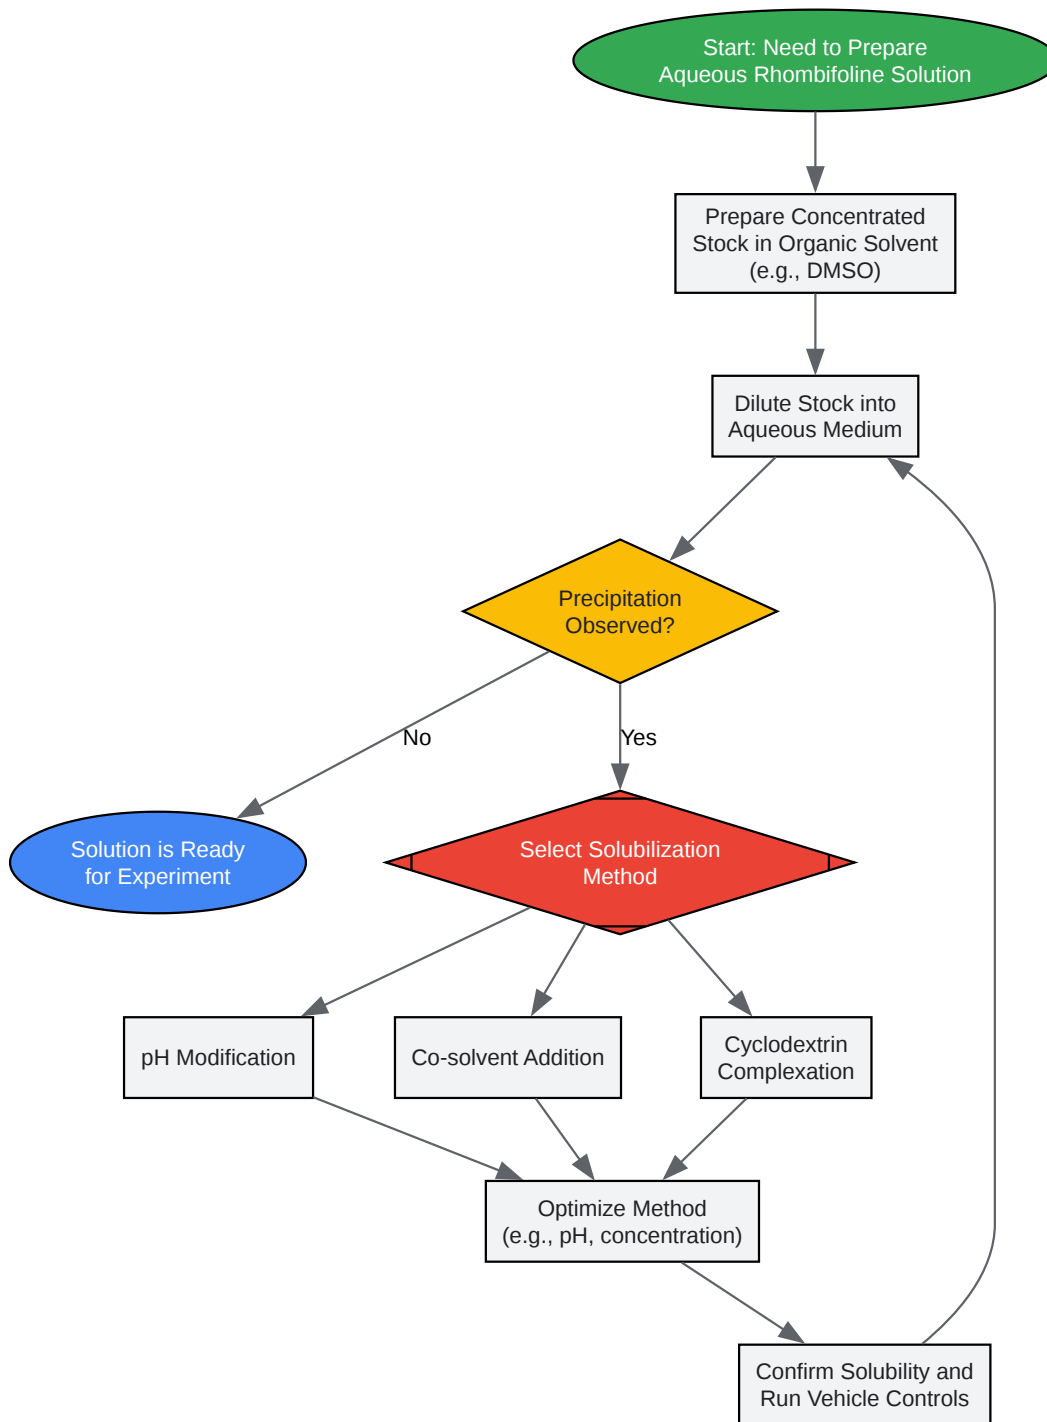 Start: Need to Prepare
Aqueous Rhombifoline Solution
Prepare Concentrated
Stock in Organic Solvent
(e.g., DMSO)
Dilute Stock into
Aqueous Medium
Precipitation
Observed?
No
Yes
Solution is Ready
for Experiment
Select Solubilization
Method
pH Modification
Co-solvent Addition
Cyclodextrin
Complexation
Optimize Method
(e.g., pH, concentration)
Confirm Solubility and
Run Vehicle Controls